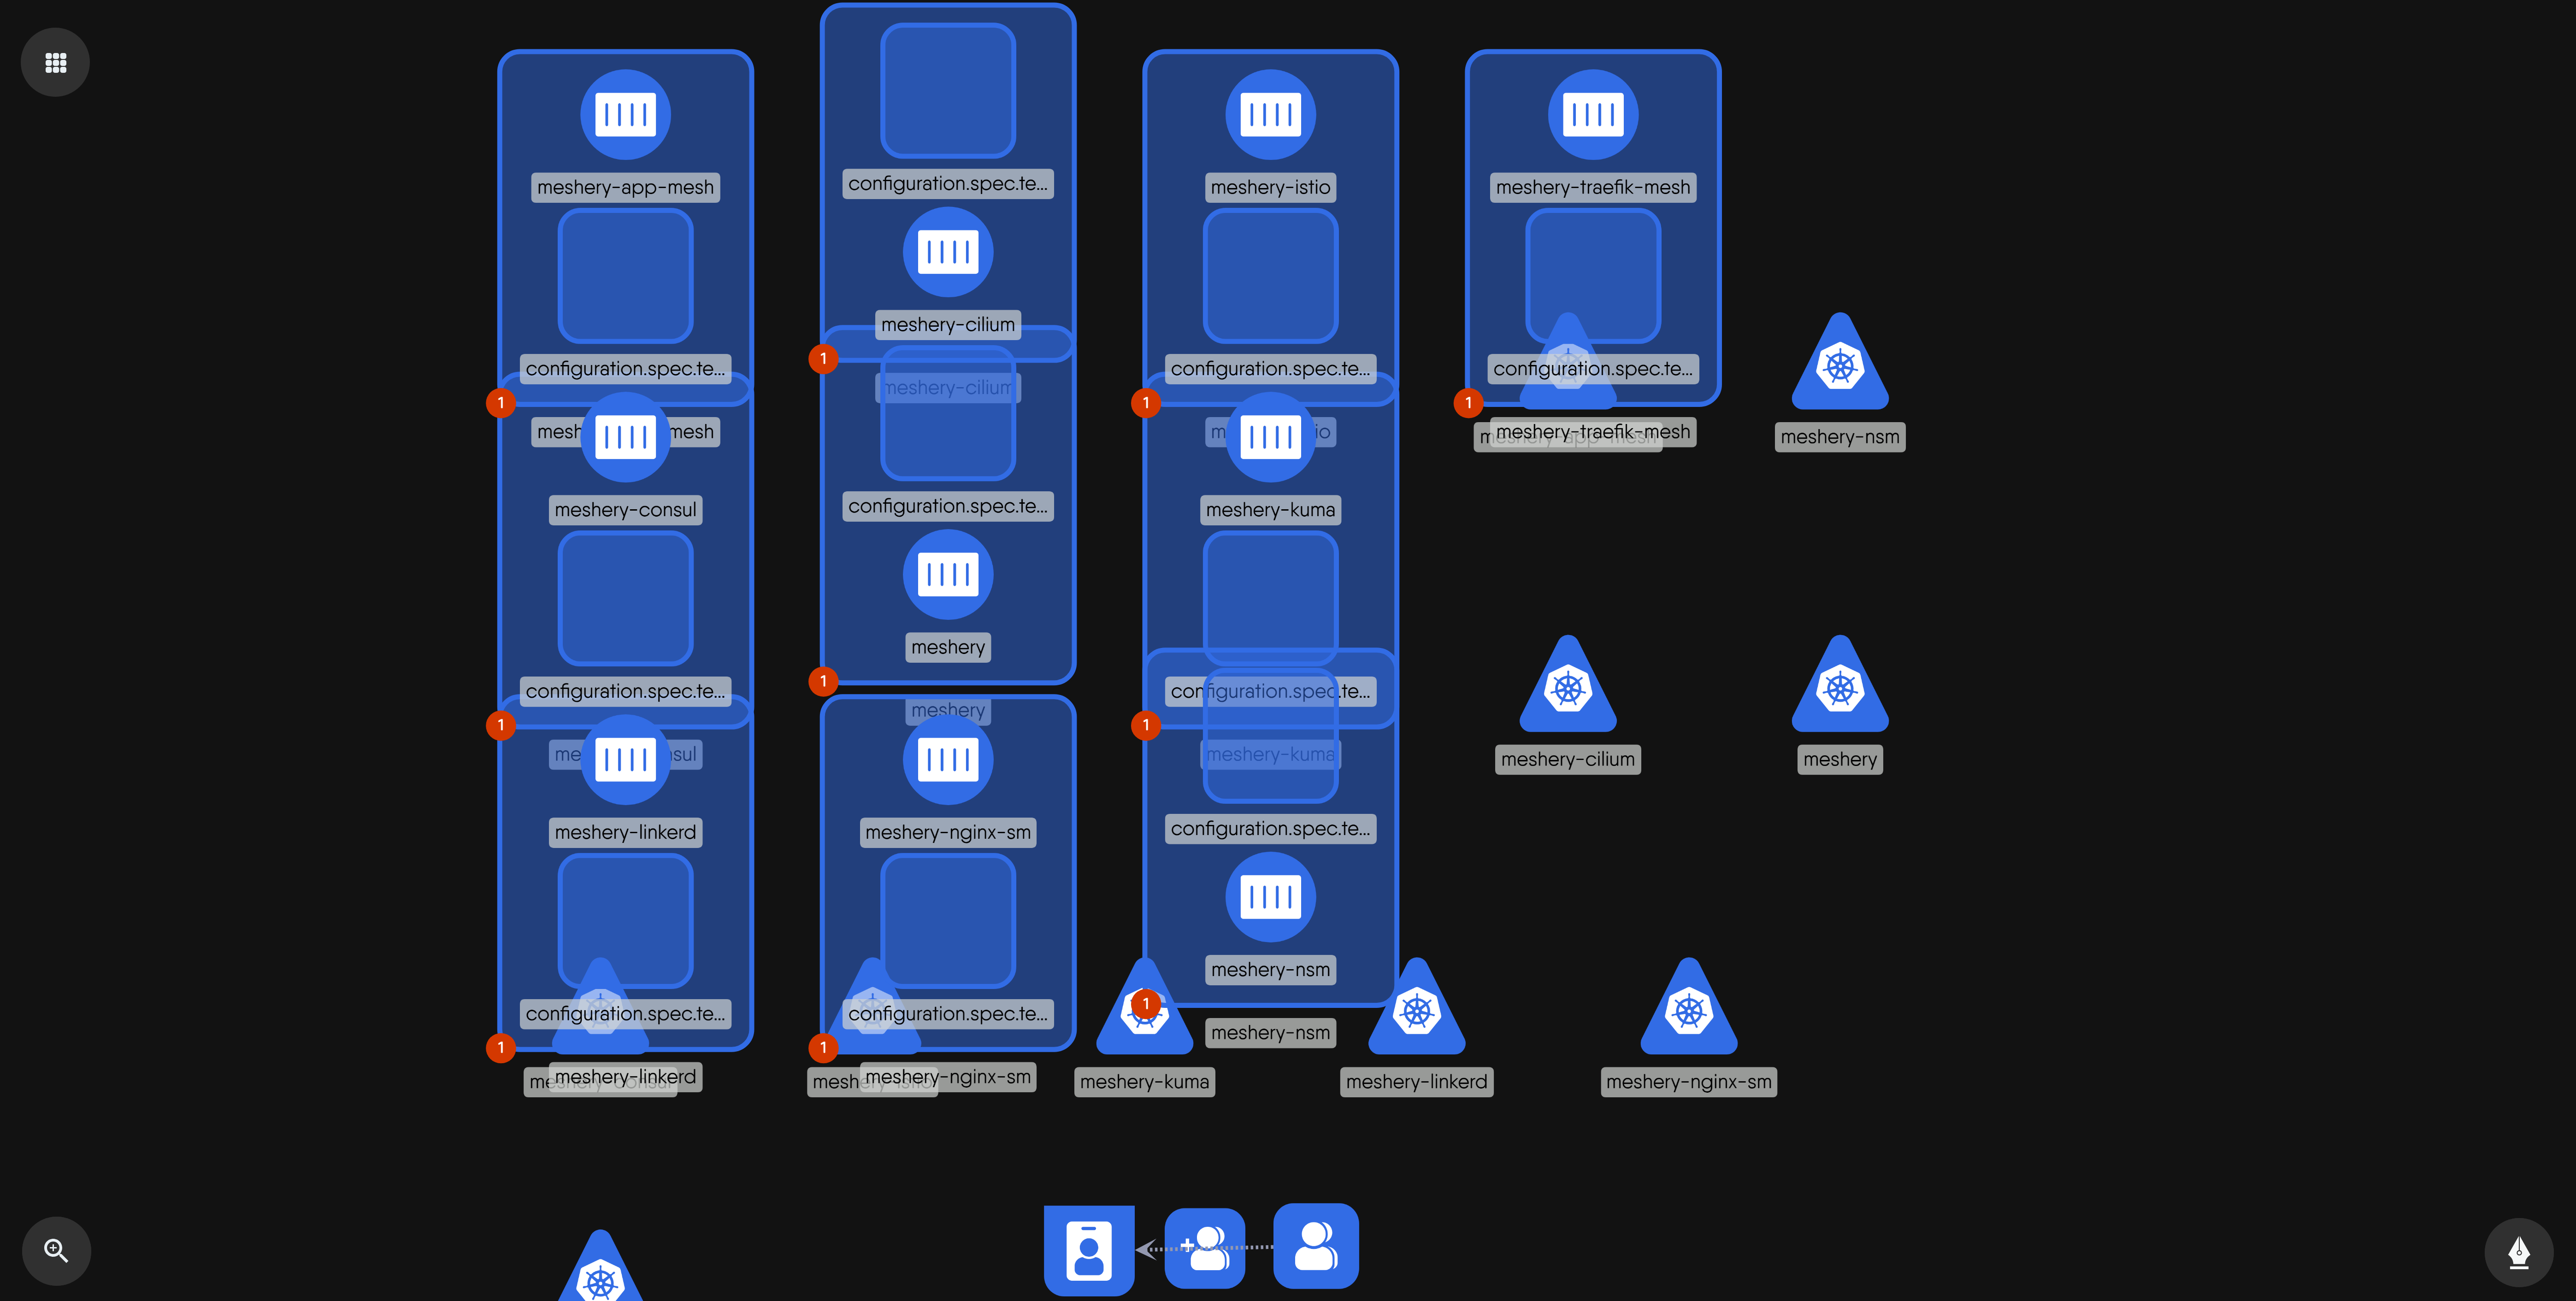 meshery-app-mesh
configuration.spec.te...
1
mesh mesh
meshery-consul
configuration.spec.te...
1
me sul
meshery-linkerd
configuration.spec.te...
1
meshery-linkerd
configuration.spec.te...
meshery-cilium
1
meshery-cilium
configuration.spec.te...
meshery
1
meshery
meshery-nginx-sm
configuration.spec.te...
1
meshery-nginx-sm
meshery-istio
configuration.spec.te...
1
m io
meshery-kuma
configuration.spec.te...
1
meshery-kuma
configuration.spec.te...
meshery-nsm
1
meshery-nsm
meshery-traefik-mesh
configuration.spec.te...
1
meshery-traefik-mesh
meshery-nsm
meshery-cilium
meshery
meshery-kuma
meshery-linkerd
meshery-nginx-sm